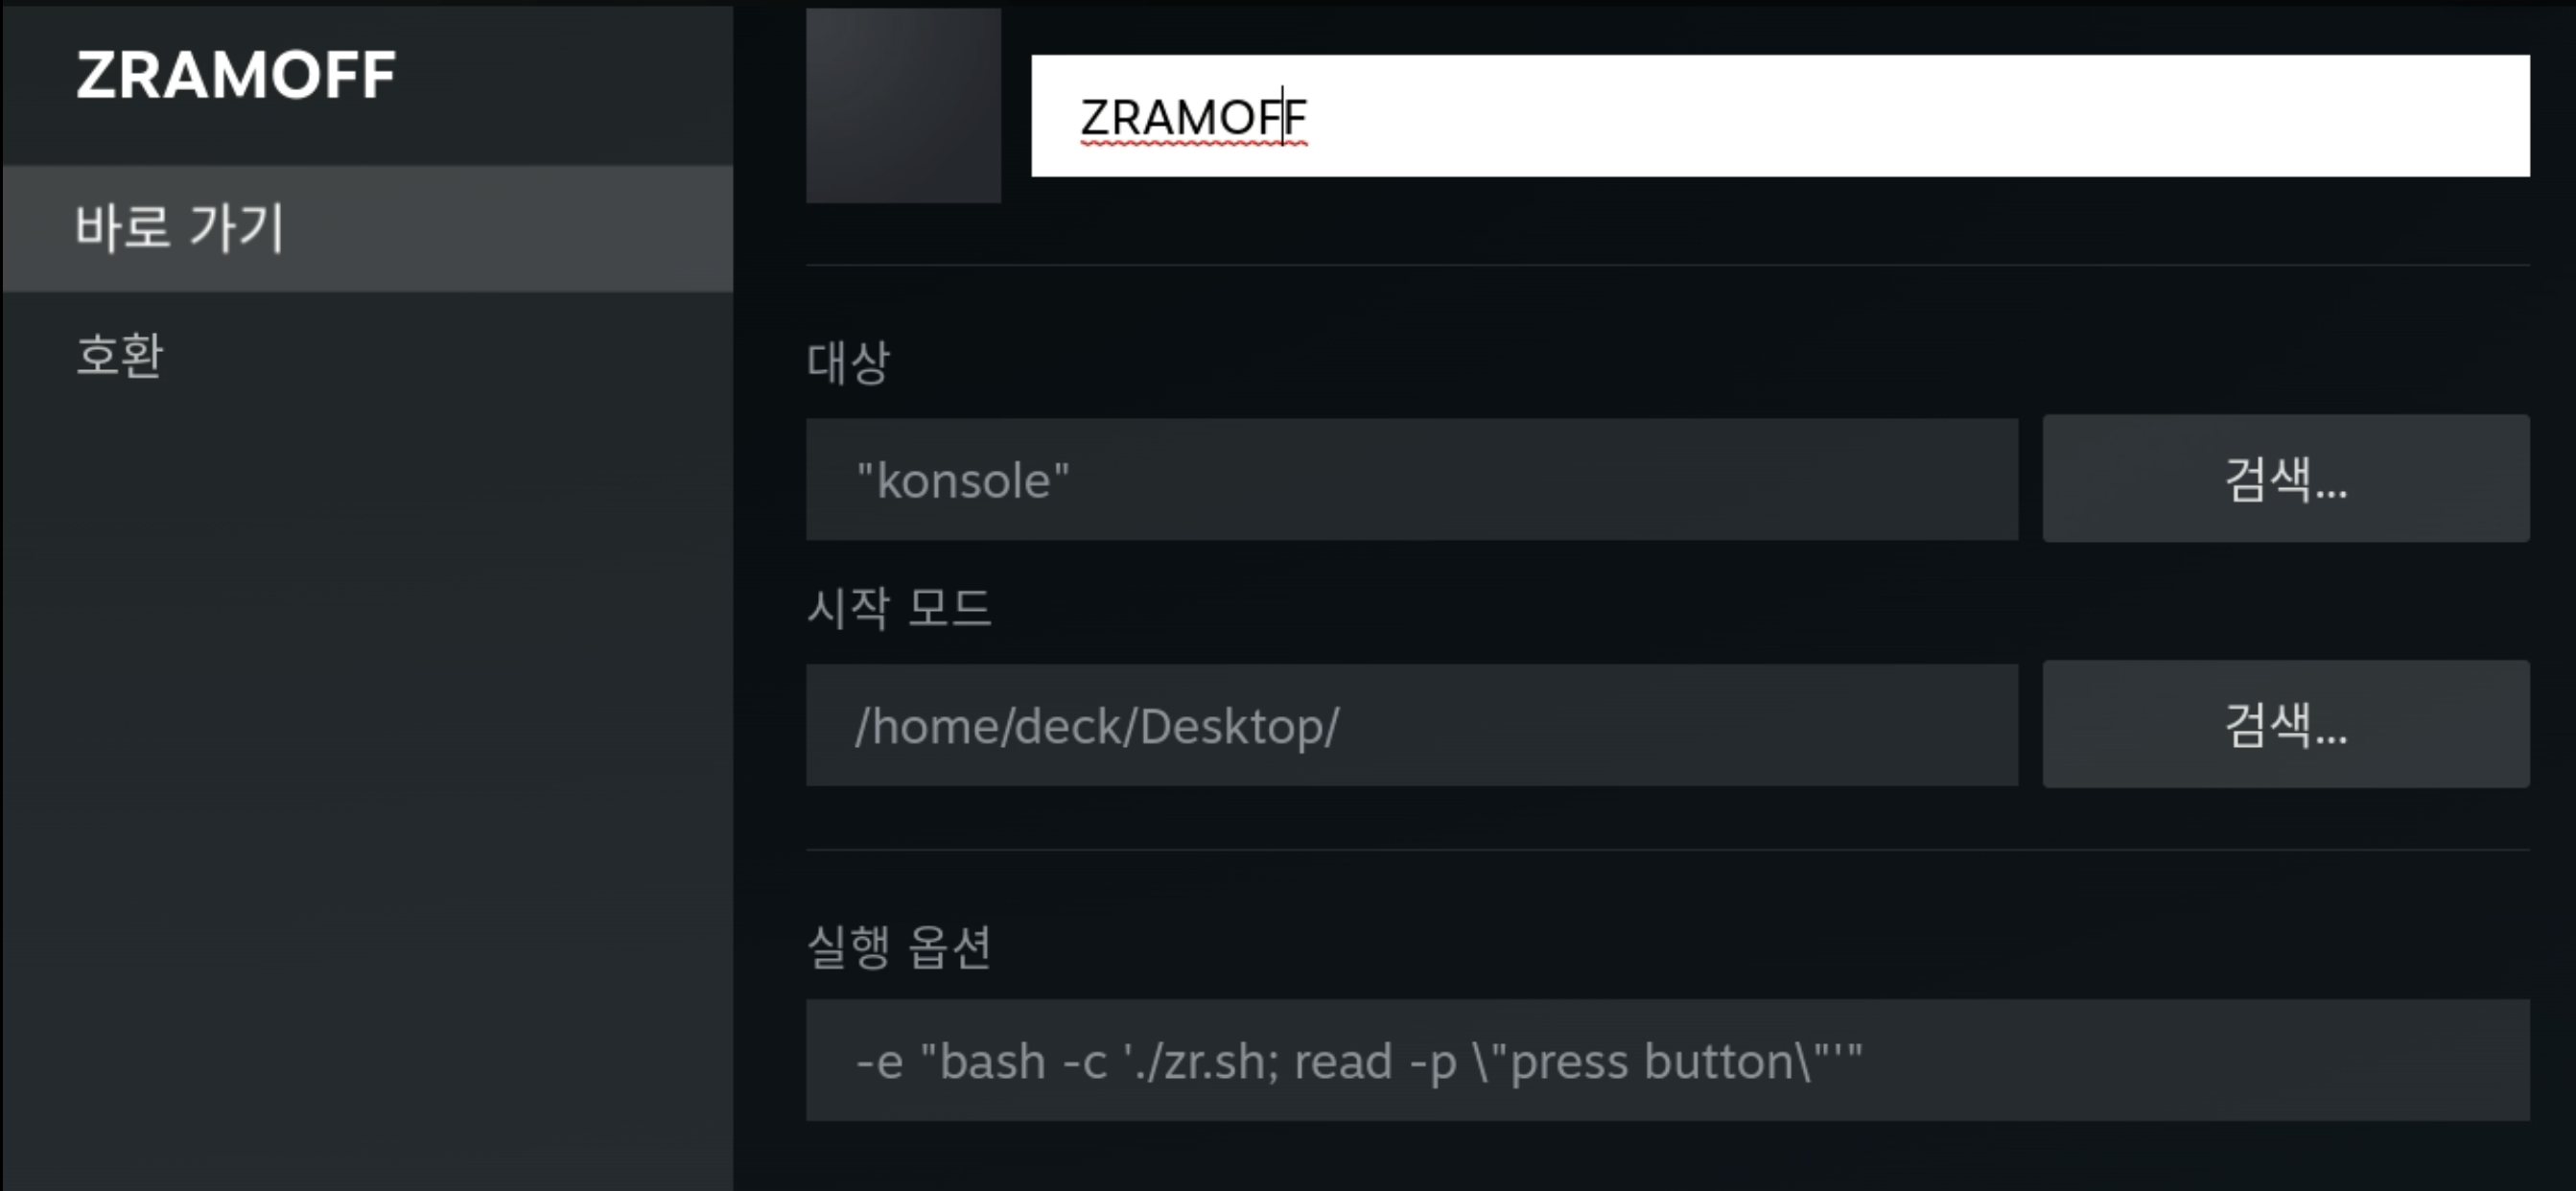 ZRAMOFF
바로 가기
호환
ZRAMOFF
대상
"konsole"
검색...
시작 모드
/home/deck/Desktop/
검색...
실행 옵션
-e "bash -c './zr.sh; read -p \"press button\"'"